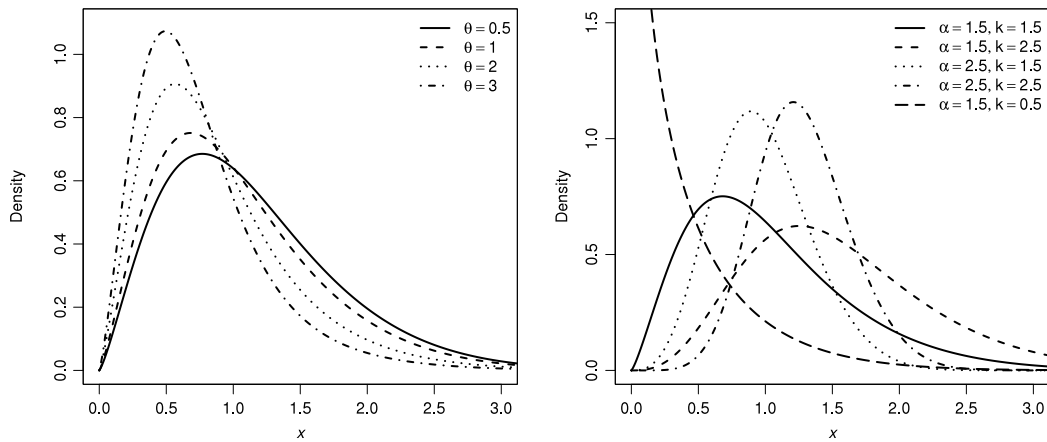 θ = 0.5
θ = 1
θ = 2
θ = 3
Density
0.0 0.2 0.4 0.6 0.8 1.0
0.0 0.5 1.0 1.5 2.0 2.5 3.0
x
α = 1.5, k = 1.5
α = 1.5, k = 2.5
α = 2.5, k = 1.5
α = 2.5, k = 2.5
α = 1.5, k = 0.5
Density
0.0 0.5 1.0 1.5
0.0 0.5 1.0 1.5 2.0 2.5 3.0
x